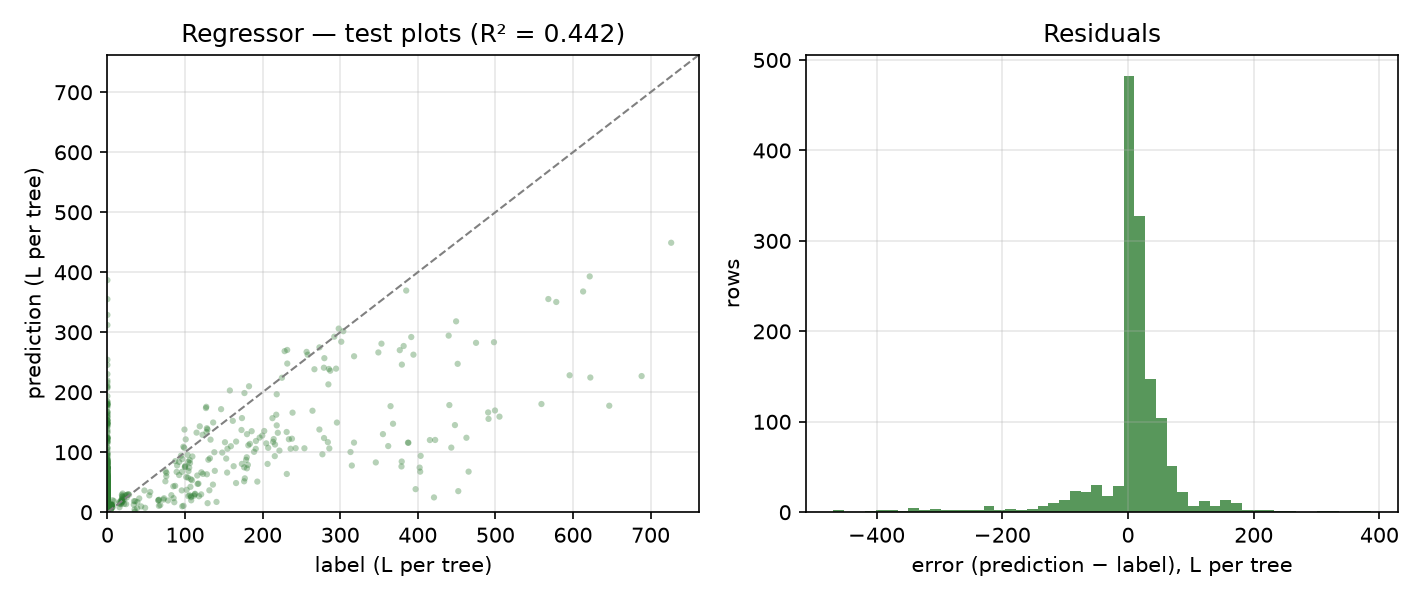 Regressor — test plots (R² = 0.442)
prediction (L per tree)
700
600
500
400
300
200
100
0
0 100 200 300 400 500 600 700
label (L per tree)
Residuals
rows
500
400
300
200
100
0
−400 −200 0 200 400
error (prediction − label), L per tree